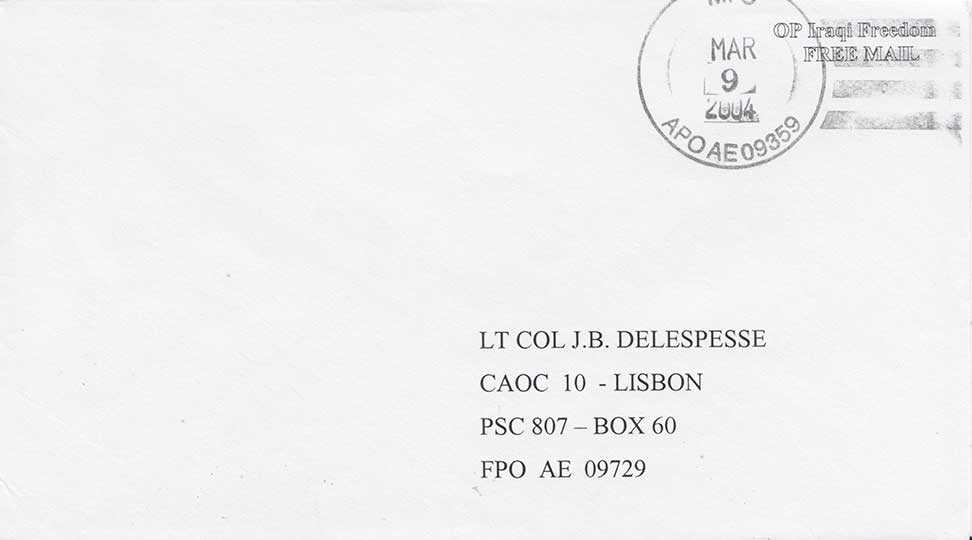 MPO
OP Iraqi Freedom
FREE MAIL
MAR
9
2004
APO AE 09359
LT COL J.B. DELESPESSE
CAOC 10 - LISBON
PSC 807 – BOX 60
FPO AE 09729